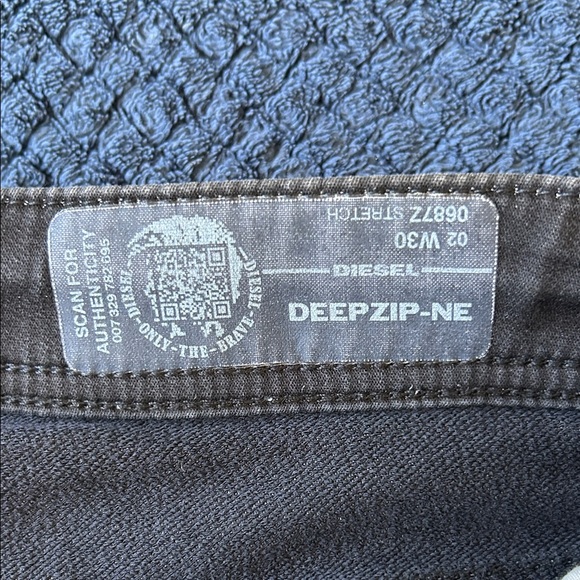 SCAN FOR
AUTHENTICITY
007 329 782 695
DIESEL
DIESEL
ONLY-THE-BRAVE
0687Z STRETCH
02 W30
DIESEL
DEEPZIP-NE